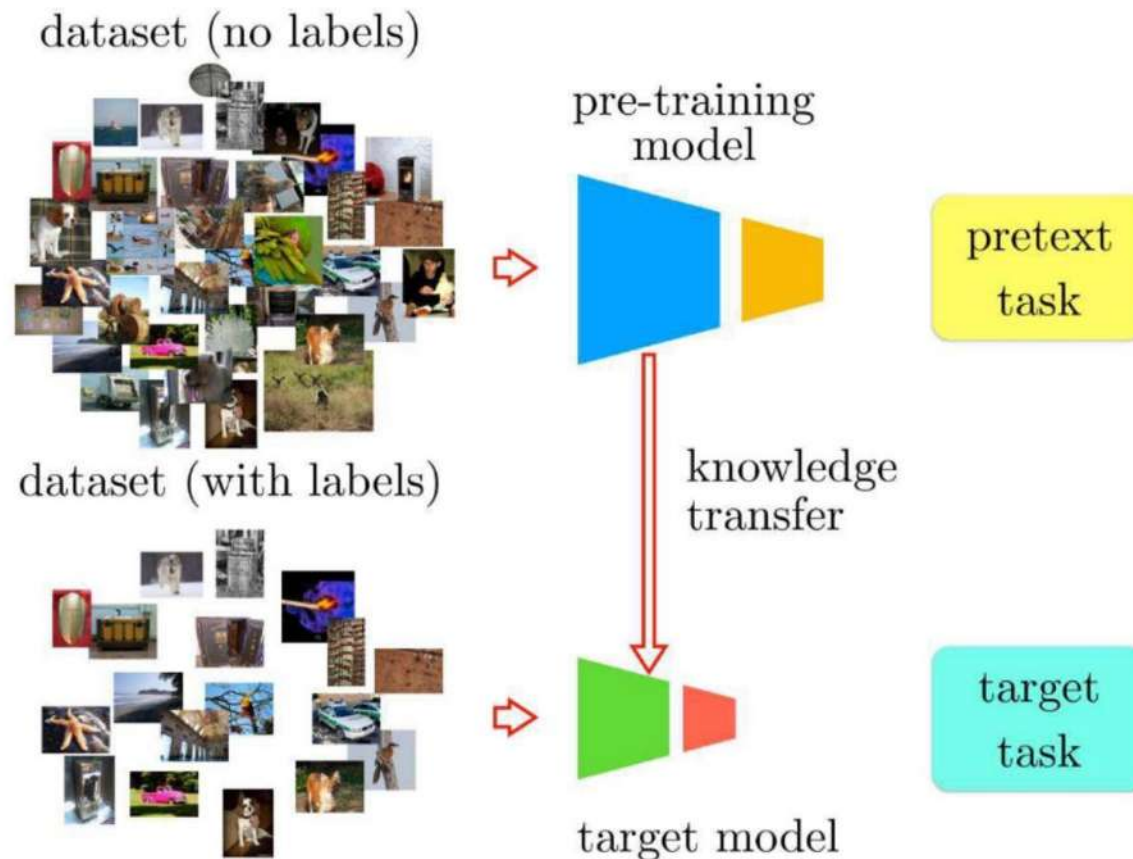 dataset (no labels)
pre-training
model
pretext
task
dataset (with labels)
knowledge
transfer
target
task
target model